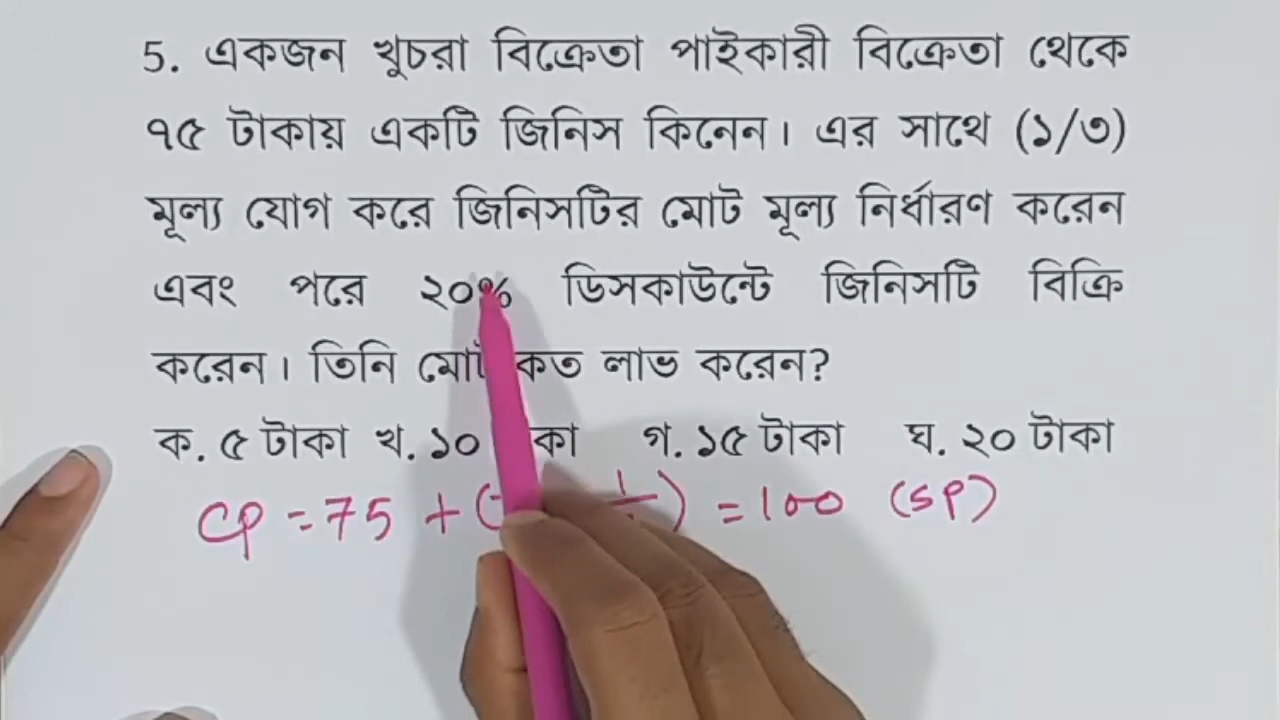 5. একজন খুচরা বিক্রেতা পাইকারী বিক্রেতা থেকে
৭৫ টাকায় একটি জিনিস কিনেন। এর সাথে (১/৩)
মূল্য যোগ করে জিনিসটির মোট মূল্য নির্ধারণ করেন
এবং পরে ২০% ডিসকাউন্টে জিনিসটি বিক্রি
করেন। তিনি কত লাভ করেন?
ক. ৫ টাকা খ. ১০ গ. ১৫ টাকা ঘ. ২০ টাকা
CP = 75 + ( ) = 100 (SP)